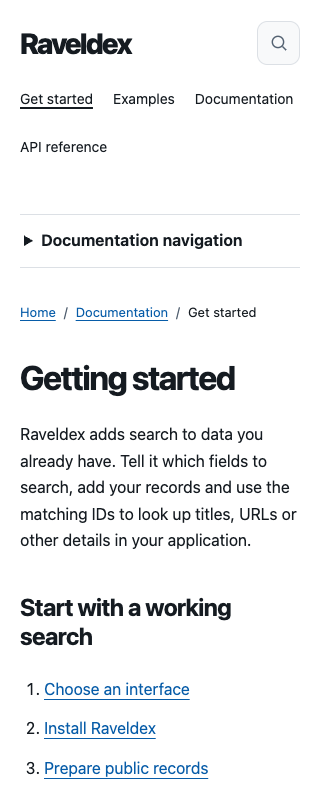 Raveldex
Get started Examples Documentation
API reference
Documentation navigation
Home / Documentation / Get started
Getting started
Raveldex adds search to data you
already have. Tell it which fields to
search, add your records and use the
matching IDs to look up titles, URLs or
other details in your application.
Start with a working
search
1. Choose an interface
2. Install Raveldex
3. Prepare public records